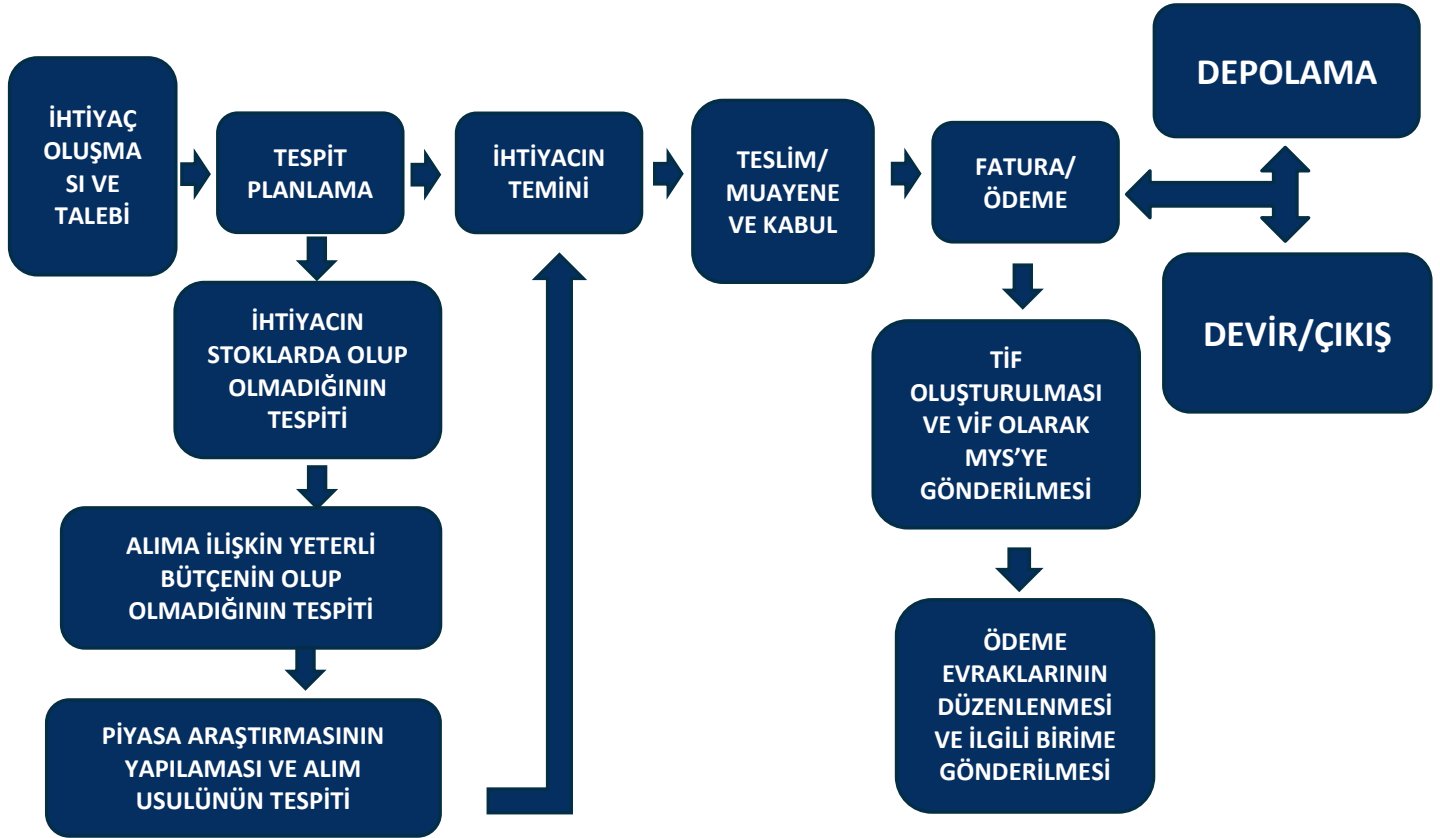 İHTİYAÇ
OLUŞMA
SI VE
TALEBİ
TESPİT
PLANLAMA
İHTİYACIN
TEMİNİ
TESLİM/
MUAYENE
VE KABUL
FATURA/
ÖDEME
DEPOLAMA
DEVİR/ÇIKIŞ
İHTİYACIN
STOKLARDA OLUP
OLMADIĞININ
TESPİTİ
ALIMA İLİŞKİN YETERLİ
BÜTÇENİN OLUP
OLMADIĞININ TESPİTİ
PİYASA ARAŞTIRMASININ
YAPILAMASI VE ALIM
USULÜNÜN TESPİTİ
TİF
OLUŞTURULMASI
VE VİF OLARAK
MYS’YE
GÖNDERİLMESİ
ÖDEME
EVRAKLARININ
DÜZENLENMESİ
VE İLGİLİ BİRİME
GÖNDERİLMESİ